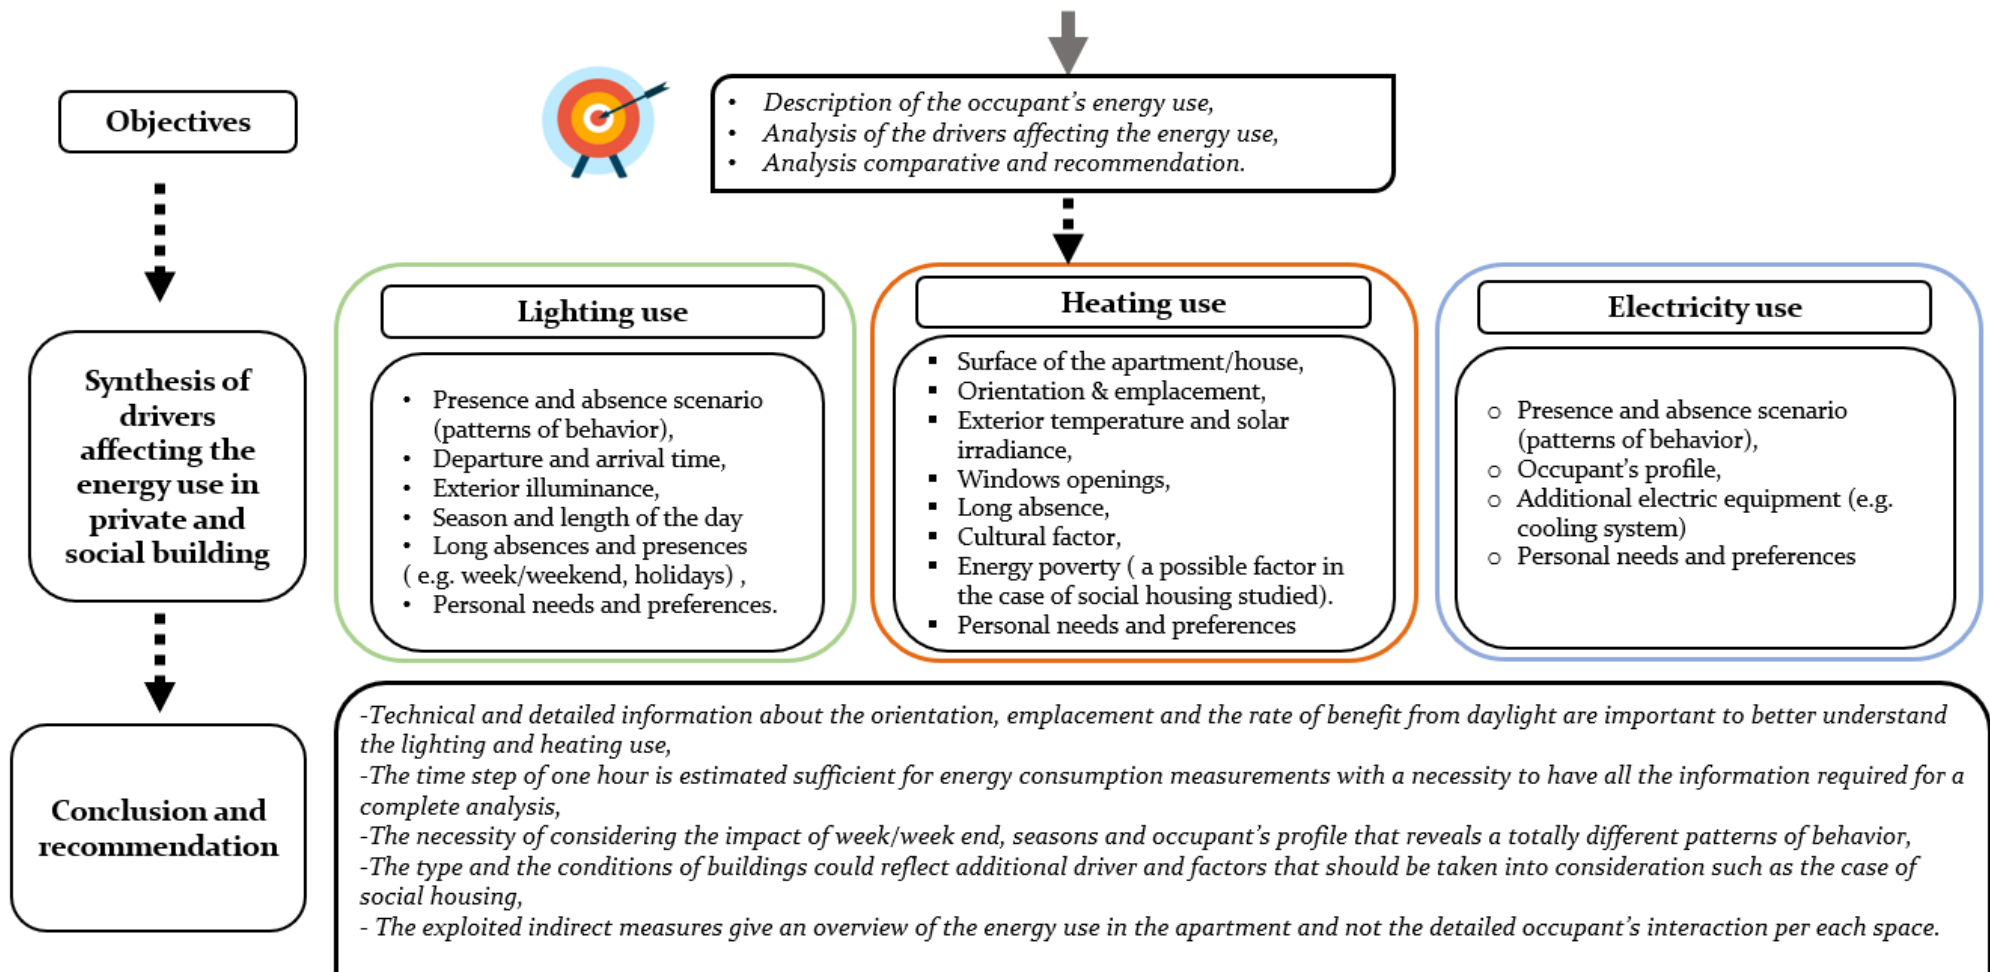 Objectives
• Description of the occupant's energy use,
• Analysis of the drivers affecting the energy use,
• Analysis comparative and recommendation.
Synthesis of
drivers
affecting the
energy use in
private and
social building
Lighting use
• Presence and absence scenario
(patterns of behavior),
• Departure and arrival time,
• Exterior illuminance,
• Season and length of the day
• Long absences and presences
( e.g. week/weekend, holidays) ,
• Personal needs and preferences.
Heating use
▪ Surface of the apartment/house,
▪ Orientation & emplacement,
▪ Exterior temperature and solar
irradiance,
▪ Windows openings,
▪ Long absence,
▪ Cultural factor,
▪ Energy poverty ( a possible factor in
the case of social housing studied).
▪ Personal needs and preferences
Electricity use
o Presence and absence scenario
(patterns of behavior),
o Occupant's profile,
o Additional electric equipment (e.g.
cooling system)
o Personal needs and preferences
Conclusion and
recommendation
-Technical and detailed information about the orientation, emplacement and the rate of benefit from daylight are important to better understand
the lighting and heating use,
-The time step of one hour is estimated sufficient for energy consumption measurements with a necessity to have all the information required for a
complete analysis,
-The necessity of considering the impact of week/week end, seasons and occupant's profile that reveals a totally different patterns of behavior,
-The type and the conditions of buildings could reflect additional driver and factors that should be taken into consideration such as the case of
social housing,
- The exploited indirect measures give an overview of the energy use in the apartment and not the detailed occupant's interaction per each space.